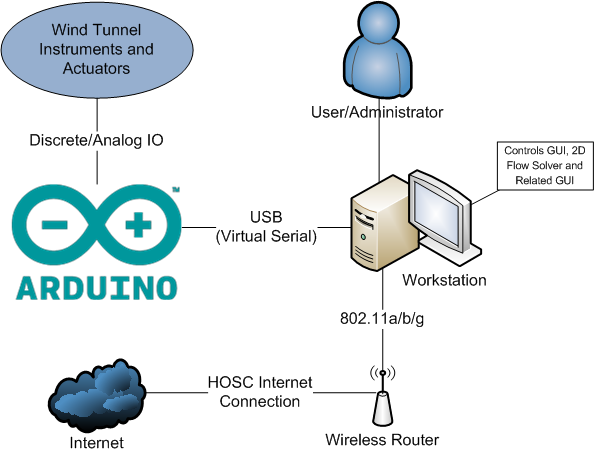 Wind Tunnel
Instruments and
Actuators
User/Administrator
Discrete/Analog IO
Controls GUI, 2D
Flow Solver and
Related GUI
TM
ARDUINO
USB
(Virtual Serial)
Workstation
802.11a/b/g
HOSC Internet
Connection
Internet
Wireless Router